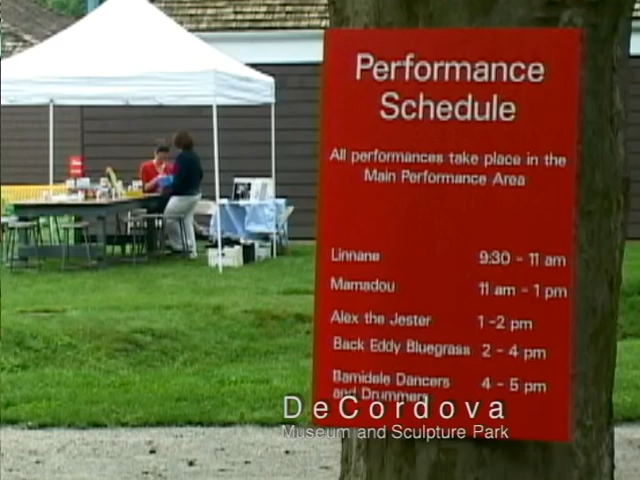 Performance
Schedule
All performances take place in the
Main Performance Area
Linnane 9:30 - 11 am
Mamadou 11 am - 1 pm
Alex the Jester 1 -2 pm
Back Eddy Bluegrass 2 - 4 pm
Bamidele Dancers 4 - 5 pm
and Drummers
DeCordova
Museum and Sculpture Park